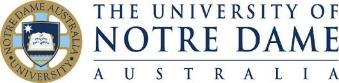 NOTRE DAME AUSTRALIA
UNIVERSITY
THE UNIVERSITY OF
NOTRE DAME
AUSTRALIA